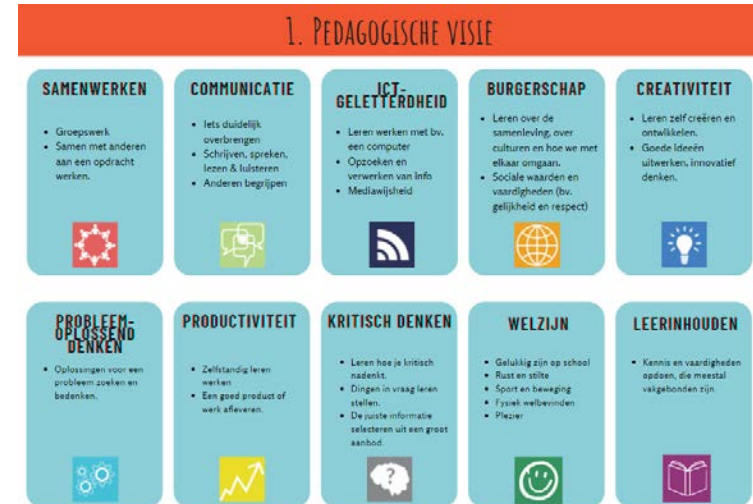 1. PEDAGOGISCHE VISIE
SAMENWERKEN
• Groepswerk
• Samen met anderen
aan een opdracht
werken.
COMMUNICATIE
• Iets duidelijk
overbrengen
• Schrijven, spreken,
lezen & luisteren
• Anderen begrijpen
ICT-
GELETTERDHEID
• Leren werken met bv.
een computer
• Opzoeken en
verwerken van info
• Mediawijsheid
BURGERSCHAP
• Leren over de
samenleving, over
culturen en hoe we met
elkaar omgaan.
• Sociale waarden en
vaardigheden (bv.
gelijkheid en respect)
CREATIVITEIT
• Leren zelf creëren en
ontwikkelen.
• Goede ideeën
uitwerken, innovatief
denken.
PROBLEEM-
OPLOSSEND
DENKEN
• Oplossingen voor een
probleem zoeken en
bedenken.
PRODUCTIVITEIT
• Zelfstandig leren
werken
• Een goed product of
werk afleveren.
KRITISCH DENKEN
• Leren hoe je kritisch
nadenkt.
• Dingen in vraag leren
stellen.
• De juiste informatie
selecteren uit een groot
aanbod.
WELZIJN
• Gelukkig zijn op school
• Rust en stilte
• Sport en beweging
• Fysiek welbevinden
• Plezier
LEERINHOUDEN
• Kennis en vaardigheden
opdoen, die meestal
vakgebonden zijn.